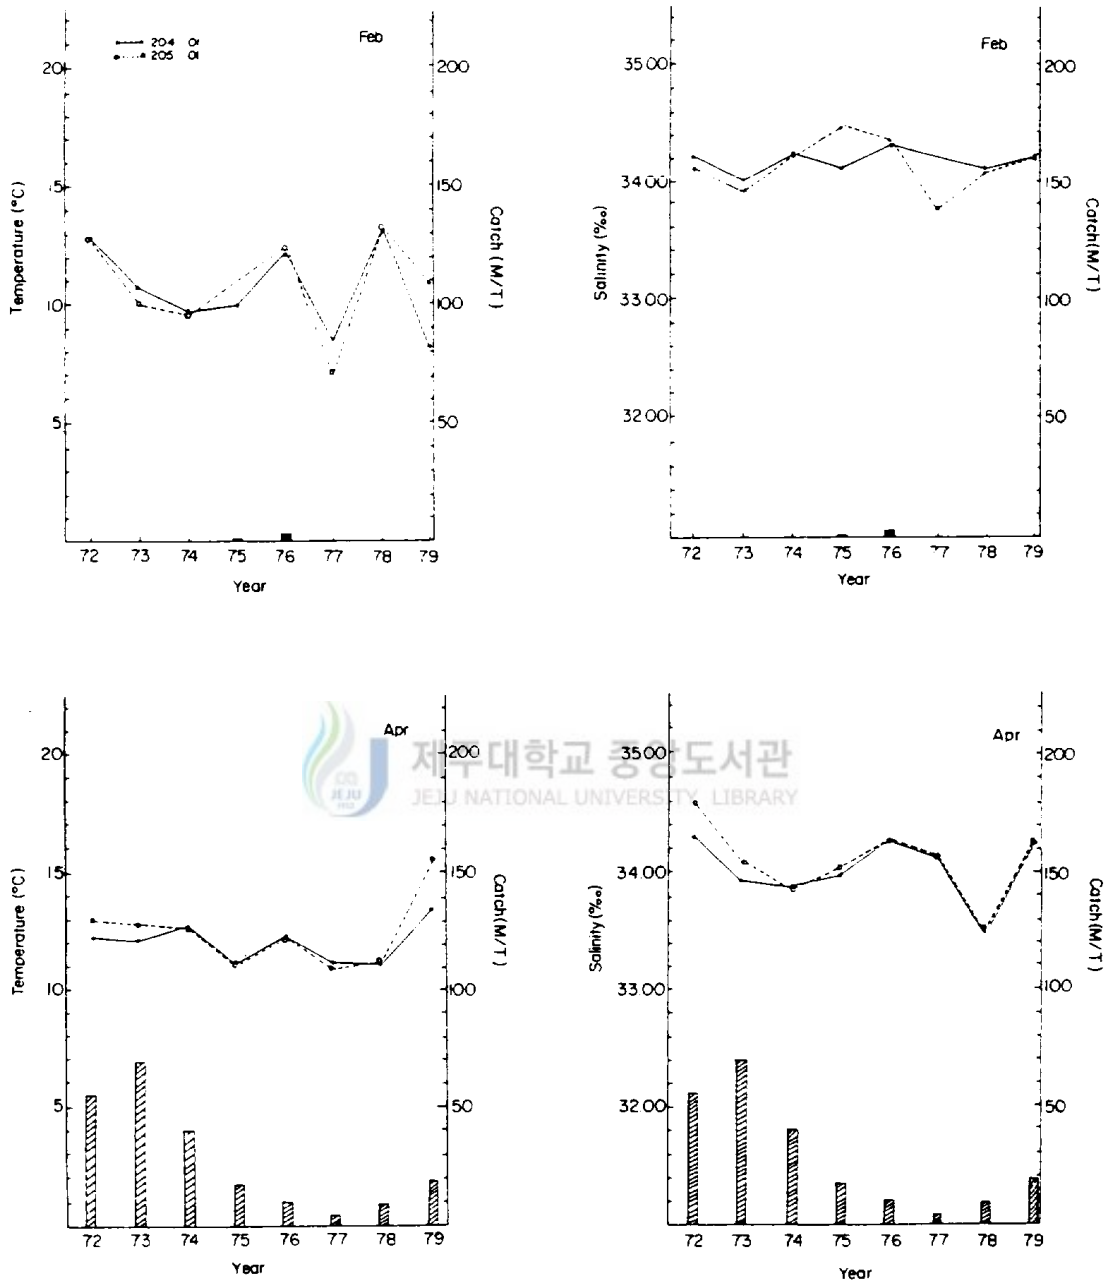 Feb
204 01
205 01
20
15
10
5
Temperature (°C)
200
150
100
50
Catch (M/T)
72 73 74 75 76 77 78 79
Year
Feb
35 00
34 00
33 00
32 00
Salinity (‰)
200
150
100
50
Catch (M/T)
72 73 74 75 76 77 78 79
Year
Apr
20
15
10
5
Temperature (°C)
200
150
100
50
Catch (M/T)
72 73 74 75 76 77 78 79
Year
제주대학교 중앙도서관
JEJU NATIONAL UNIVERSITY LIBRARY
JEJU
1952
Apr
35 00
34 00
33 00
32 00
Salinity (‰)
200
150
100
50
Catch (M/T)
72 73 74 75 76 77 78 79
Year